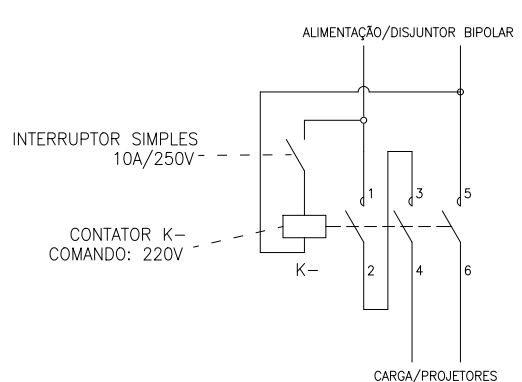 ALIMENTAÇÃO/DISJUNTOR BIPOLAR
INTERRUPTOR SIMPLES
10A/250V
1
3
5
CONTATOR K-
COMANDO: 220V
K-
2
4
6
CARGA/PROJETORES